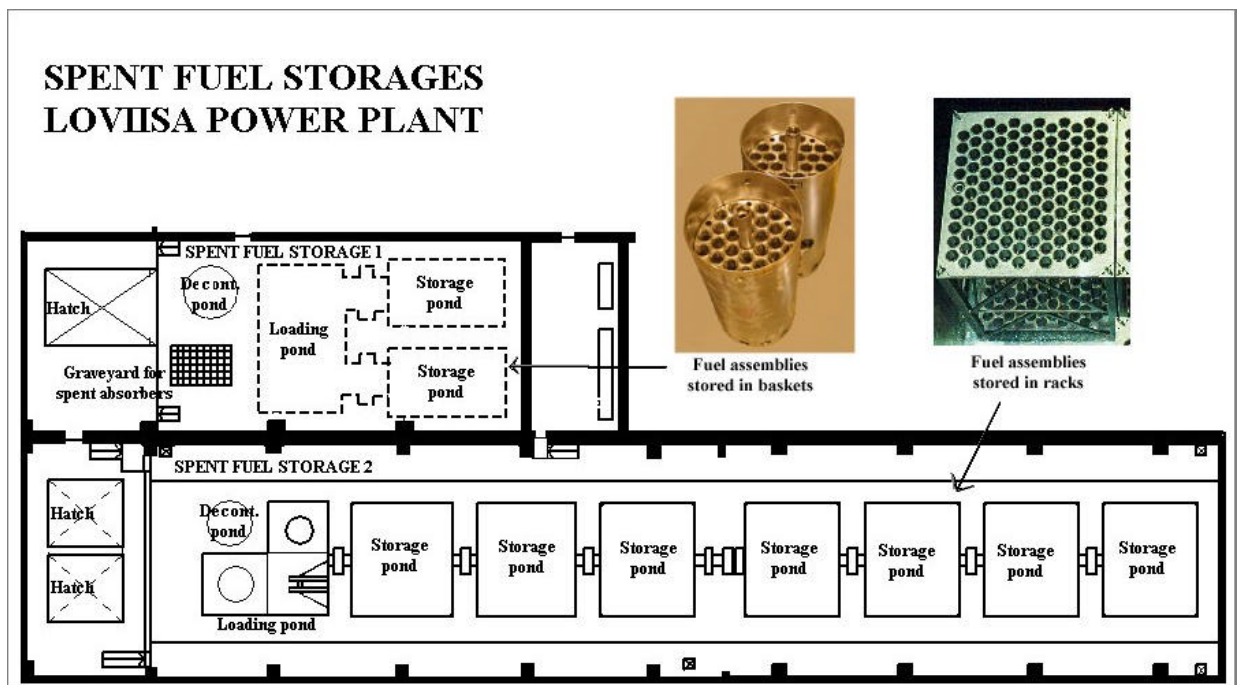 SPENT FUEL STORAGES
LOVIISA POWER PLANT
SPENT FUEL STORAGE 1
Hatch
Decont.
pond
Loading
pond
Storage
pond
Storage
pond
Graveyard for
spent absorbers
Fuel assemblies
stored in baskets
Fuel assemblies
stored in racks
SPENT FUEL STORAGE 2
Hatch
Hatch
Decont.
pond
Loading pond
Storage
pond
Storage
pond
Storage
pond
Storage
pond
Storage
pond
Storage
pond
Storage
pond